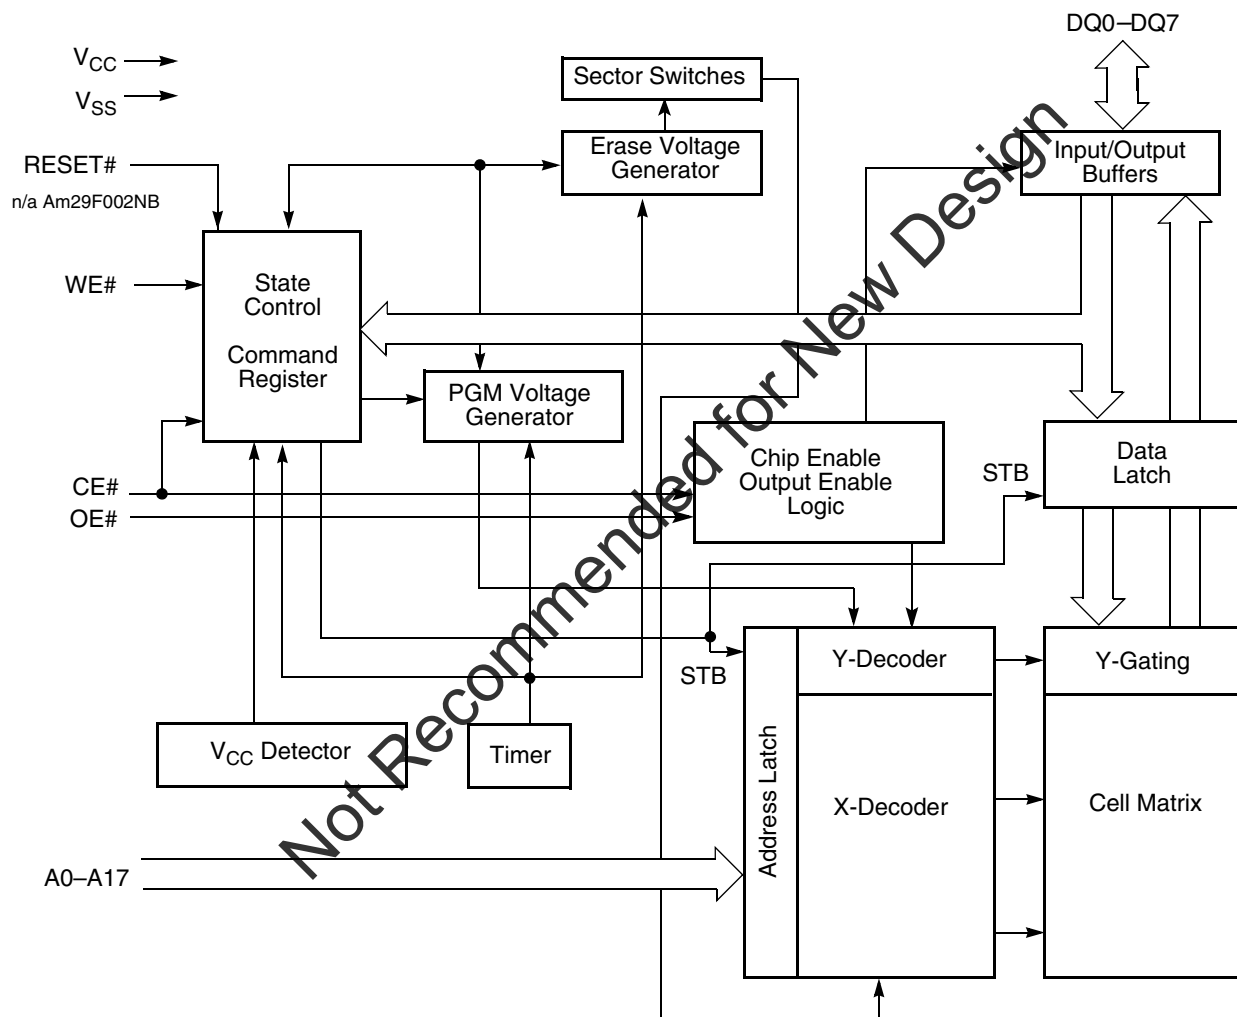 DQ0–DQ7
VCC
VSS
Sector Switches
RESET#
n/a Am29F002NB
Erase Voltage
Generator
Input/Output
Buffers
WE#
State
Control
Command
Register
PGM Voltage
Generator
Chip Enable
Output Enable
Logic
Data
Latch
STB
CE#
OE#
STB
Y-Decoder
Y-Gating
VCC Detector
Timer
Address Latch
X-Decoder
Cell Matrix
A0–A17
Not Recommended for New Design